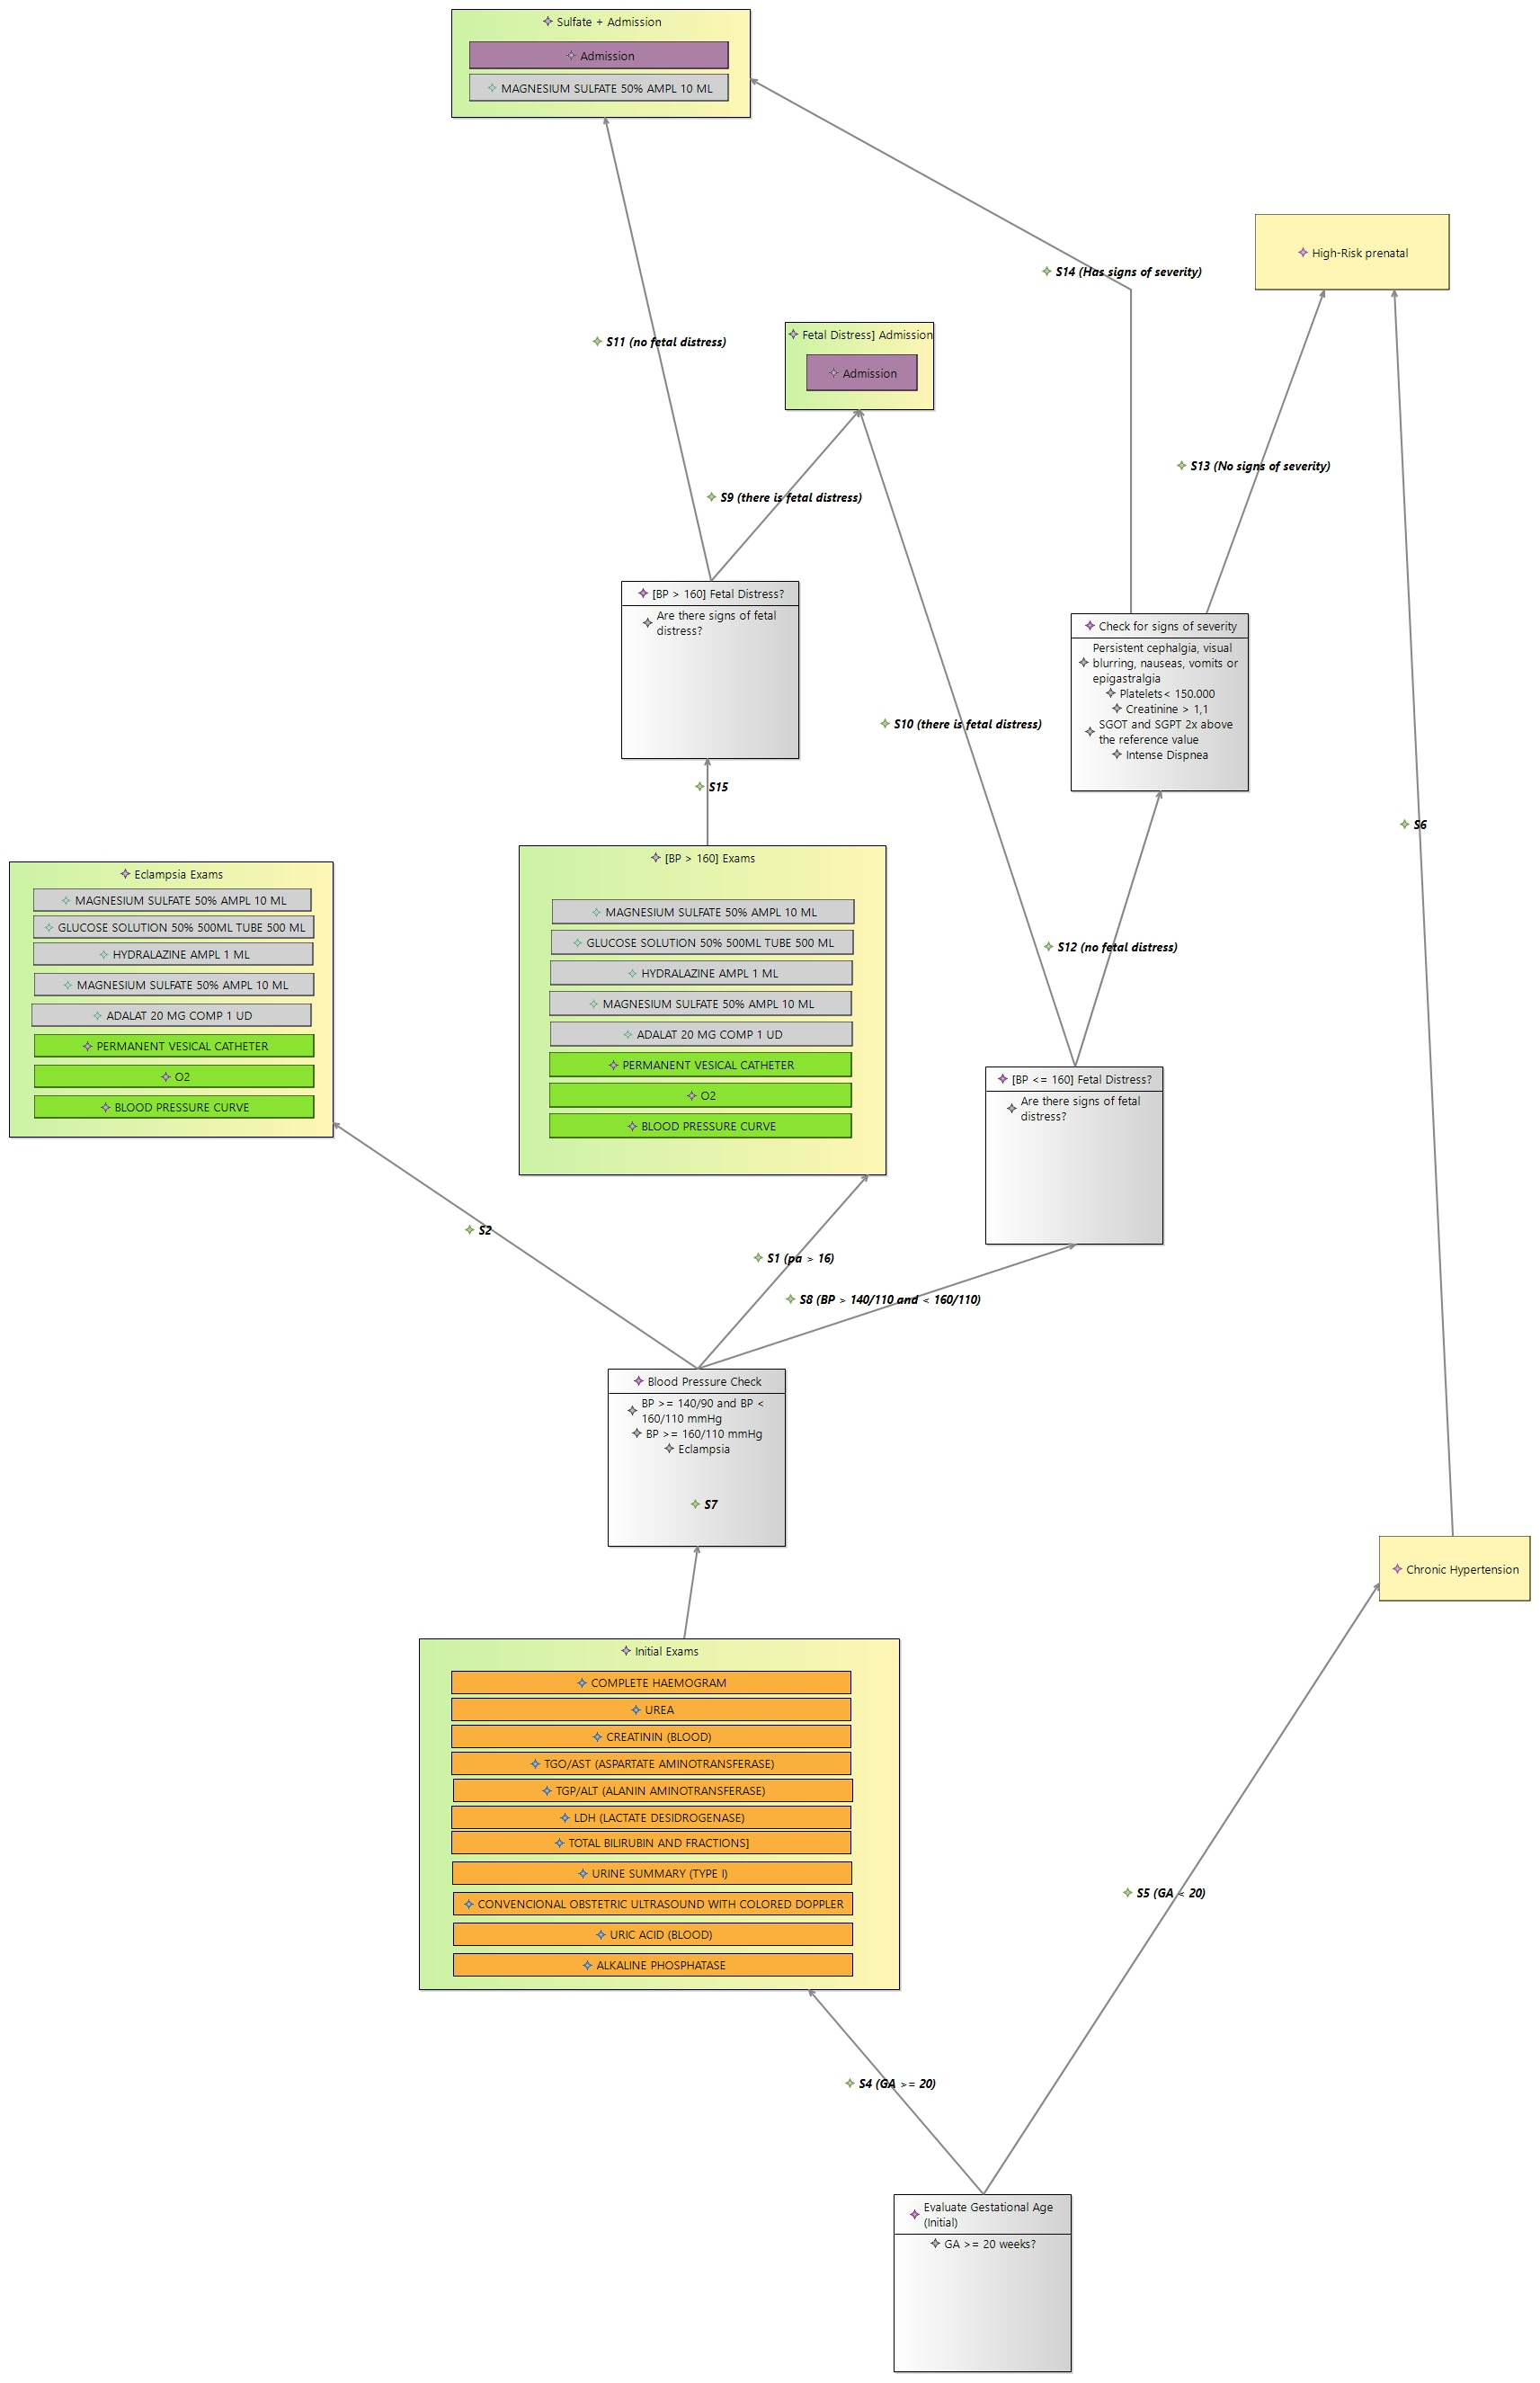 Sulfate + Admission
Admission
MAGNESIUM SULFATE 50% AMPL 10 ML
High-Risk prenatal
S14 (Has signs of severity)
S11 (no fetal distress)
Fetal Distress] Admission
Admission
S13 (No signs of severity)
S9 (there is fetal distress)
[BP > 160] Fetal Distress?
Are there signs of fetal
distress?
Check for signs of severity
Persistent cephalgia, visual
blurring, nauseas, vomits or
epigastralgia
Platelets< 150.000
Creatinine > 1,1
SGOT and SGPT 2x above
the reference value
Intense Dispnea
S10 (there is fetal distress)
S15
S6
Eclampsia Exams
MAGNESIUM SULFATE 50% AMPL 10 ML
GLUCOSE SOLUTION 50% 500ML TUBE 500 ML
HYDRALAZINE AMPL 1 ML
MAGNESIUM SULFATE 50% AMPL 10 ML
ADALAT 20 MG COMP 1 UD
PERMANENT VESICAL CATHETER
O2
BLOOD PRESSURE CURVE
[BP > 160] Exams
MAGNESIUM SULFATE 50% AMPL 10 ML
GLUCOSE SOLUTION 50% 500ML TUBE 500 ML
HYDRALAZINE AMPL 1 ML
MAGNESIUM SULFATE 50% AMPL 10 ML
ADALAT 20 MG COMP 1 UD
PERMANENT VESICAL CATHETER
O2
BLOOD PRESSURE CURVE
S12 (no fetal distress)
[BP <= 160] Fetal Distress?
Are there signs of fetal
distress?
S2
S1 (pa > 16)
S8 (BP > 140/110 and < 160/110)
Blood Pressure Check
BP >= 140/90 and BP <
160/110 mmHg
BP >= 160/110 mmHg
Eclampsia
S7
Chronic Hypertension
Initial Exams
COMPLETE HAEMOGRAM
UREA
CREATININ (BLOOD)
TGO/AST (ASPARTATE AMINOTRANSFERASE)
TGP/ALT (ALANIN AMINOTRANSFERASE)
LDH (LACTATE DESIDROGENASE)
TOTAL BILIRUBIN AND FRACTIONS]
URINE SUMMARY (TYPE I)
CONVENCIONAL OBSTETRIC ULTRASOUND WITH COLORED DOPPLER
URIC ACID (BLOOD)
ALKALINE PHOSPHATASE
S5 (GA < 20)
S4 (GA >= 20)
Evaluate Gestational Age
(Initial)
GA >= 20 weeks?